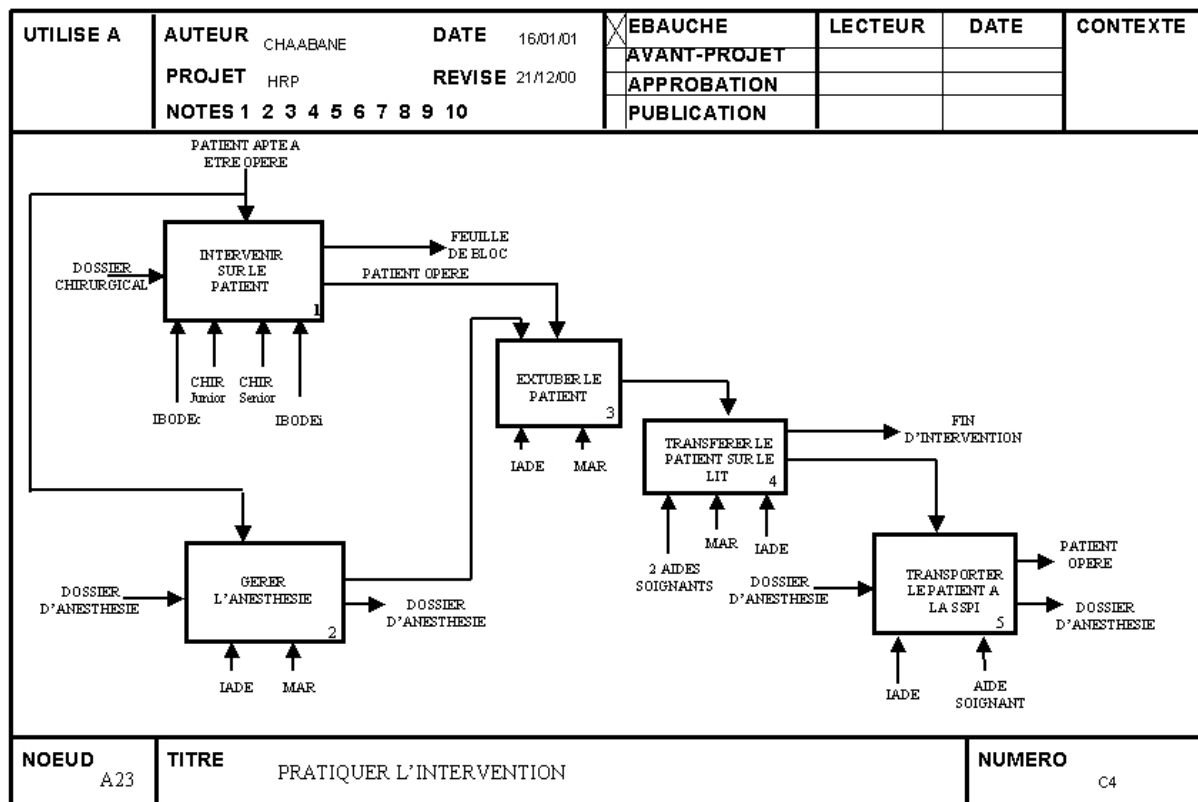 UTILISE A
AUTEUR CHAABANE DATE 16/01/01
PROJET HRP REVISE 21/12/00
NOTES 1 2 3 4 5 6 7 8 9 10
EBAUCHE
AVANT-PROJET
APPROBATION
PUBLICATION
LECTEUR DATE
CONTEXTE
PATIENT APTE A
ETRE OPERE
INTERVENIR
SUR LE
PATIENT
1
DOSSIER
CHIRURGICAL
FEUILLE
DE BLOC
PATIENT OPERE
IBODEc
CHIR
Junior
CHIR
Senior
IBODEi
EXTUBER LE
PATIENT
3
IADE
MAR
TRANSFERER LE
PATIENT SUR LE
LIT
4
FIN
D'INTERVENTION
2 AIDES
SOIGNANTS
MAR
IADE
GERER
L'ANESTHESIE
2
DOSSIER
D'ANESTHESIE
DOSSIER
D'ANESTHESIE
IADE
MAR
DOSSIER
D'ANESTHESIE
TRANSPORTER
LE PATIENT A
LA SSPI
5
PATIENT
OPERE
DOSSIER
D'ANESTHESIE
IADE
AIDE
SOIGNANT
NOEUD
A23
TITRE
PRATIQUER L'INTERVENTION
NUMERO
C4